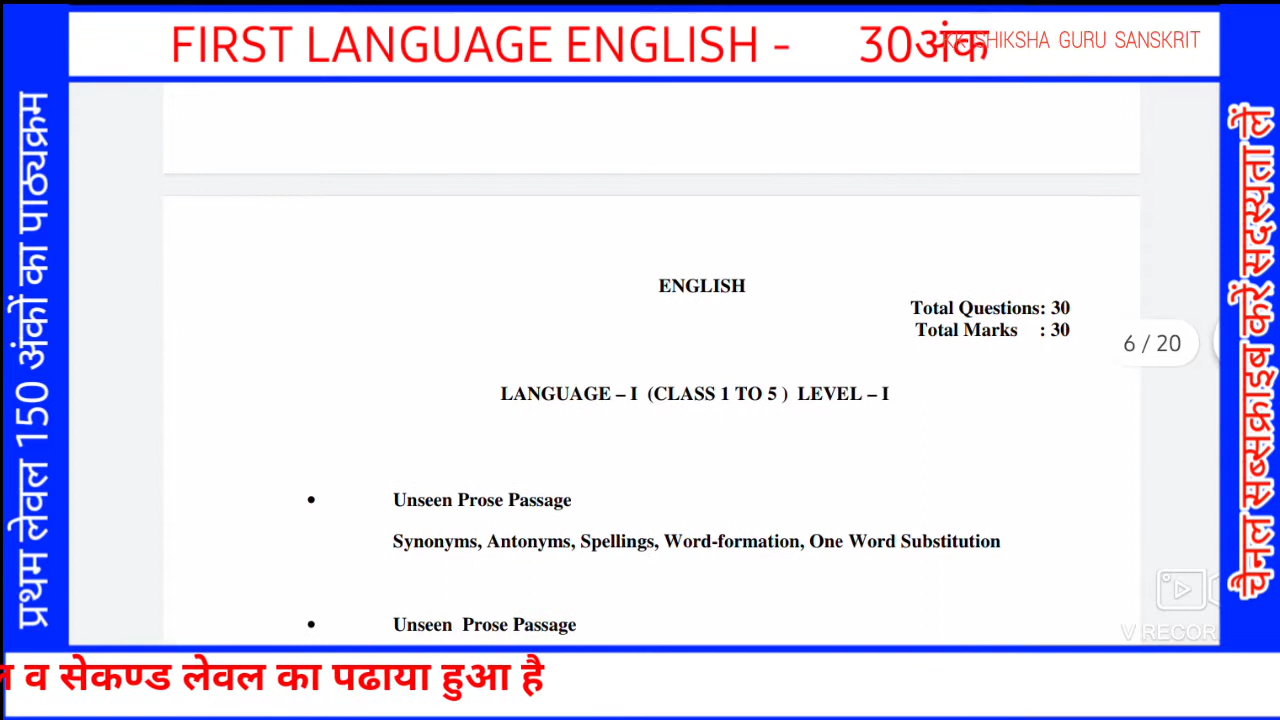 FIRST LANGUAGE ENGLISH - 30अंक
SHIKSHA GURU SANSKRIT
प्रथम लेवल 150 अंकों का पाठ्यक्रम
ENGLISH
Total Questions: 30
Total Marks : 30
6 / 20
LANGUAGE – I (CLASS 1 TO 5 ) LEVEL – I
• Unseen Prose Passage
Synonyms, Antonyms, Spellings, Word-formation, One Word Substitution
• Unseen Prose Passage
चैनल सब्सक्राइब करें सदस्यता लें
V RECOR
व सेकण्ड लेवल का पढाया हुआ है